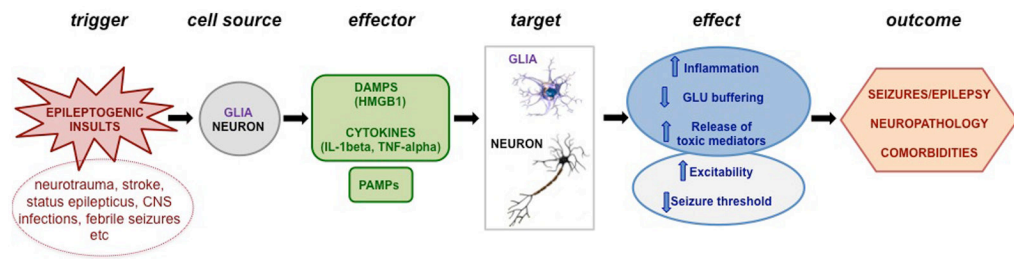 trigger
cell source
effector
target
effect
outcome
EPILEPTOGENIC
INSULTS
neurotrauma, stroke,
status epilepticus, CNS
infections, febrile seizures
etc
GLIA
NEURON
DAMPS
(HMGB1)
CYTOKINES
(IL-1beta, TNF-alpha)
PAMPs
GLIA
NEURON
Inflammation
GLU buffering
Release of
toxic mediators
Excitability
Seizure threshold
SEIZURES/EPILEPSY
NEUROPATHOLOGY
COMORBIDITIES